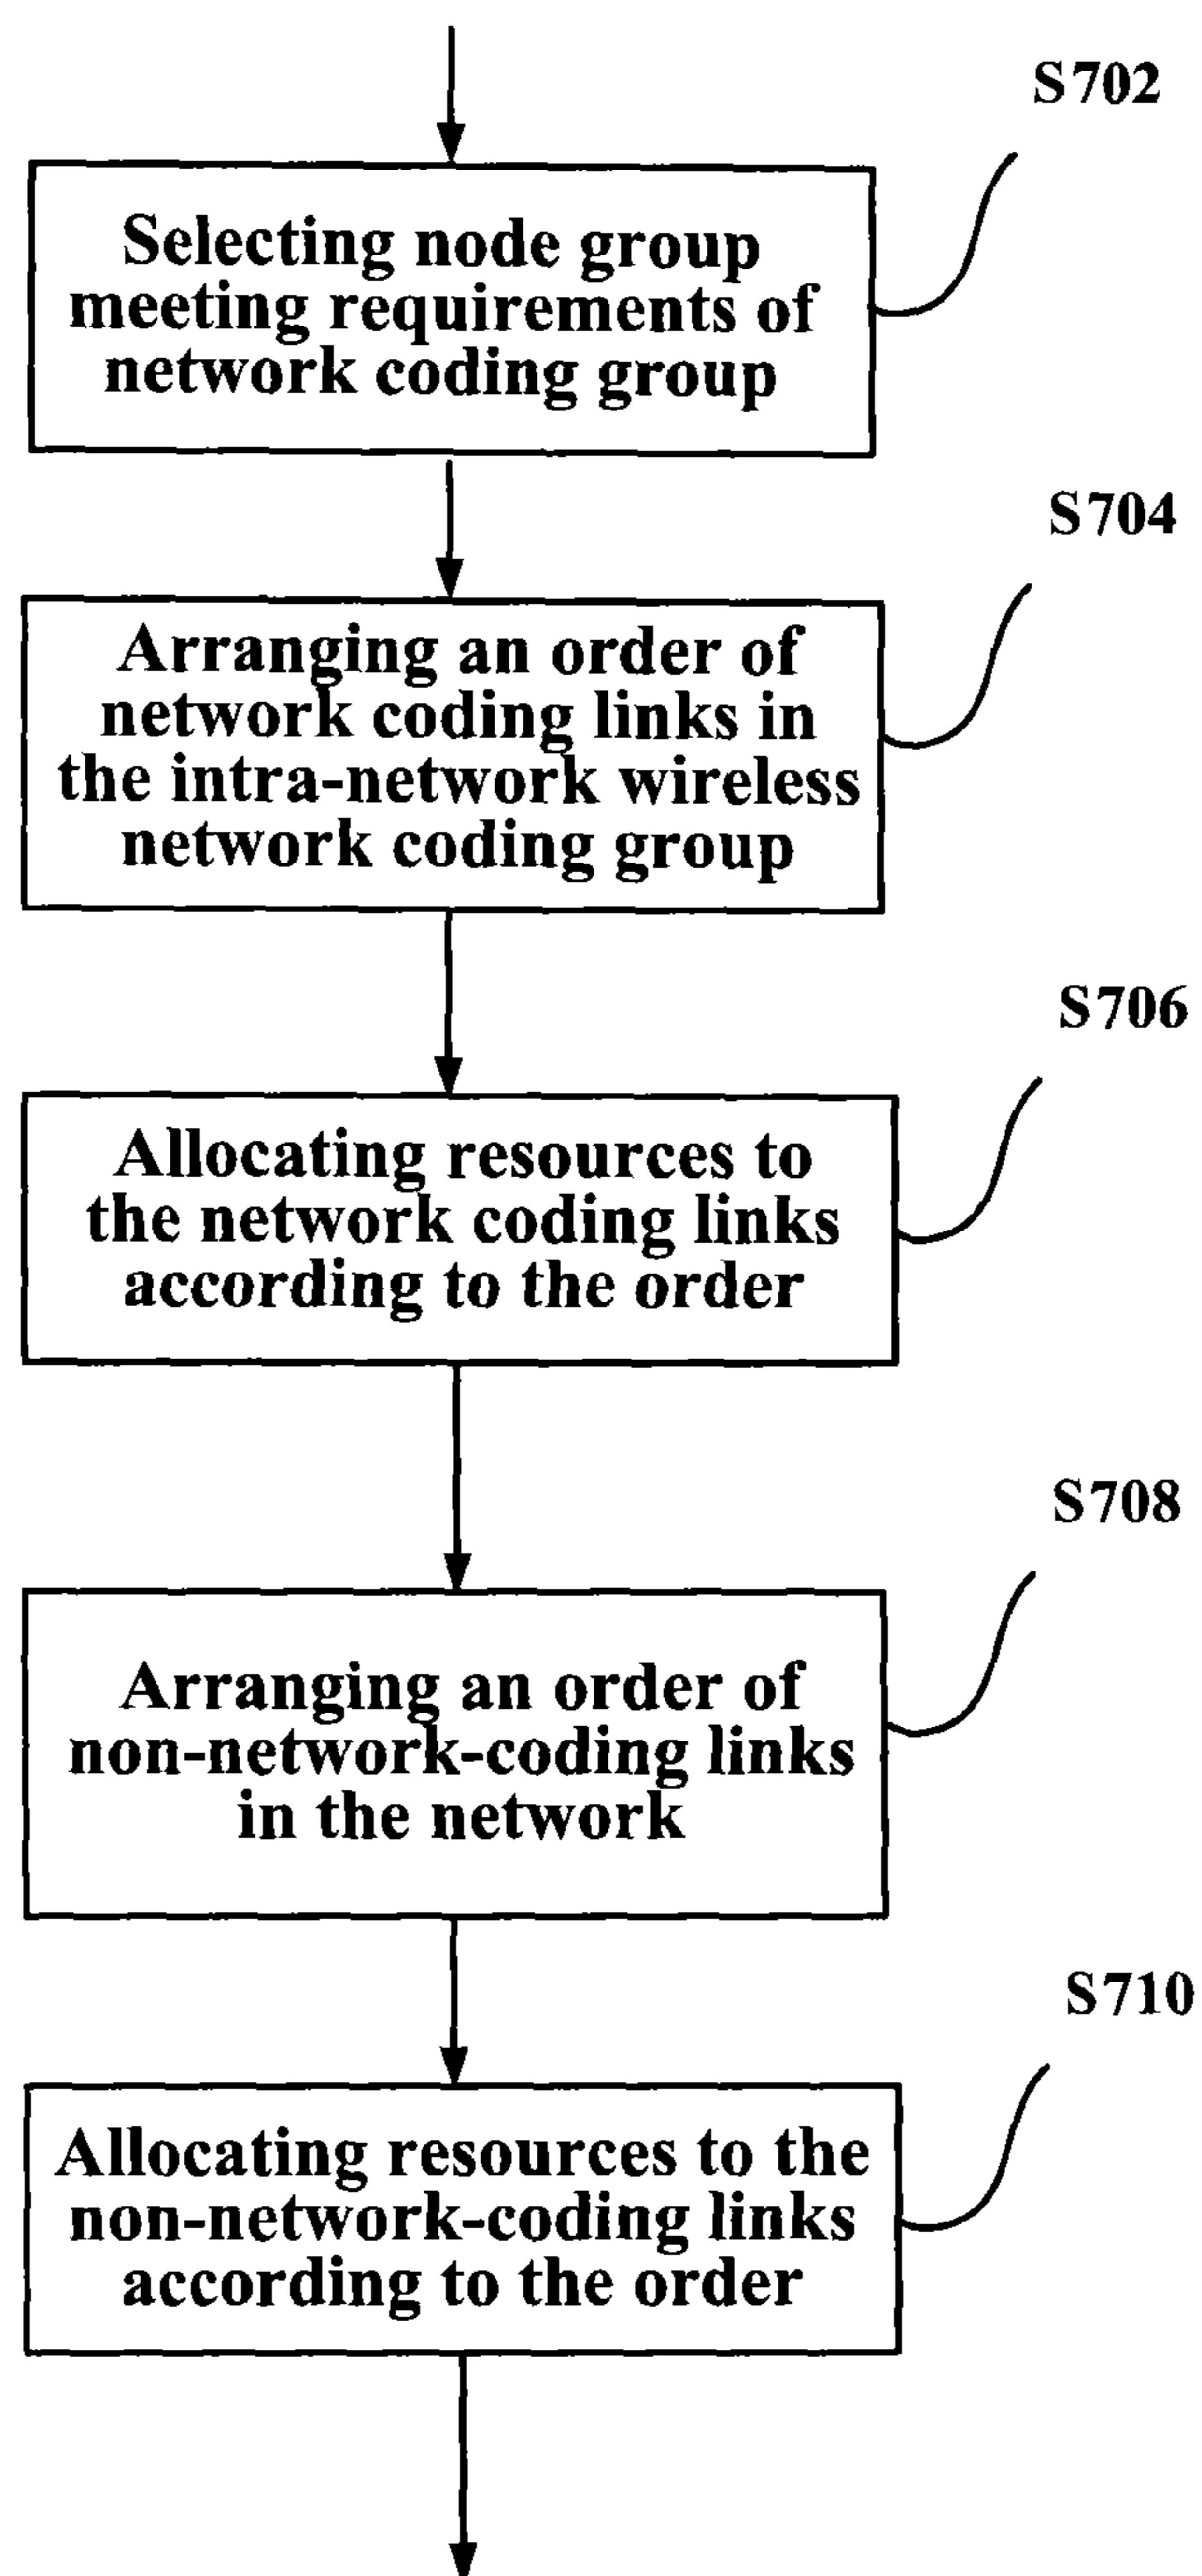 S702
Selecting node group
meeting requirements of
network coding group
S704
Arranging an order of
network coding links in
the intra-network wireless
network coding group
S706
Allocating resources to
the network coding links
according to the order
S708
Arranging an order of
non-network-coding links
in the network
S710
Allocating resources to the
non-network-coding links
according to the order